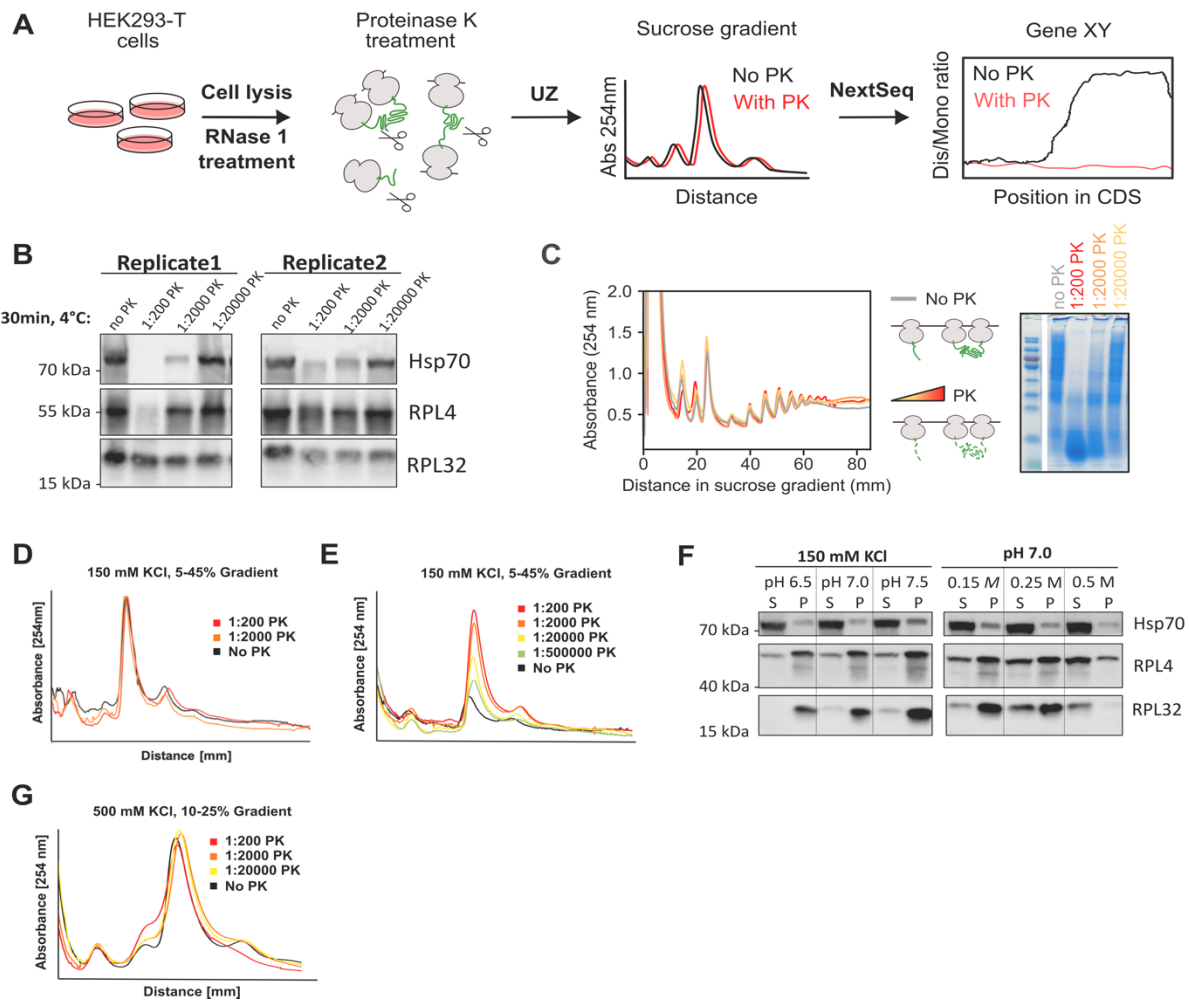 A
HEK293-T
cells
Cell lysis
RNase 1
treatment
Proteinase K
treatment
UZ
Sucrose gradient
Abs 254nm
No PK
With PK
Distance
NextSeq
Gene XY
Dis/Mono ratio
No PK
With PK
Position in CDS
B
Replicate1
Replicate2
30min, 4°C:
no PK
1:200 PK
1:2000 PK
1:20000 PK
no PK
1:200 PK
1:2000 PK
1:20000 PK
70 kDa
Hsp70
55 kDa
RPL4
15 kDa
RPL32
C
Absorbance (254 nm)
2.0
1.5
1.0
0.5
0
20
40
60
80
Distance in sucrose gradient (mm)
No PK
PK
no PK
1:200 PK
1:2000 PK
1:20000 PK
D
150 mM KCl, 5-45% Gradient
Absorbance [254 nm]
1:200 PK
1:2000 PK
No PK
Distance [mm]
E
150 mM KCl, 5-45% Gradient
Absorbance [254nm]
1:200 PK
1:2000 PK
1:20000 PK
1:500000 PK
No PK
Distance [mm]
F
150 mM KCl
pH 7.0
pH 6.5 pH 7.0 pH 7.5
0.15 M 0.25 M 0.5 M
S P S P S P
S P S P S P
70 kDa
Hsp70
RPL4
40 kDa
RPL32
15 kDa
G
500 mM KCl, 10-25% Gradient
Absorbance [254 nm]
1:200 PK
1:2000 PK
1:20000 PK
No PK
Distance [mm]